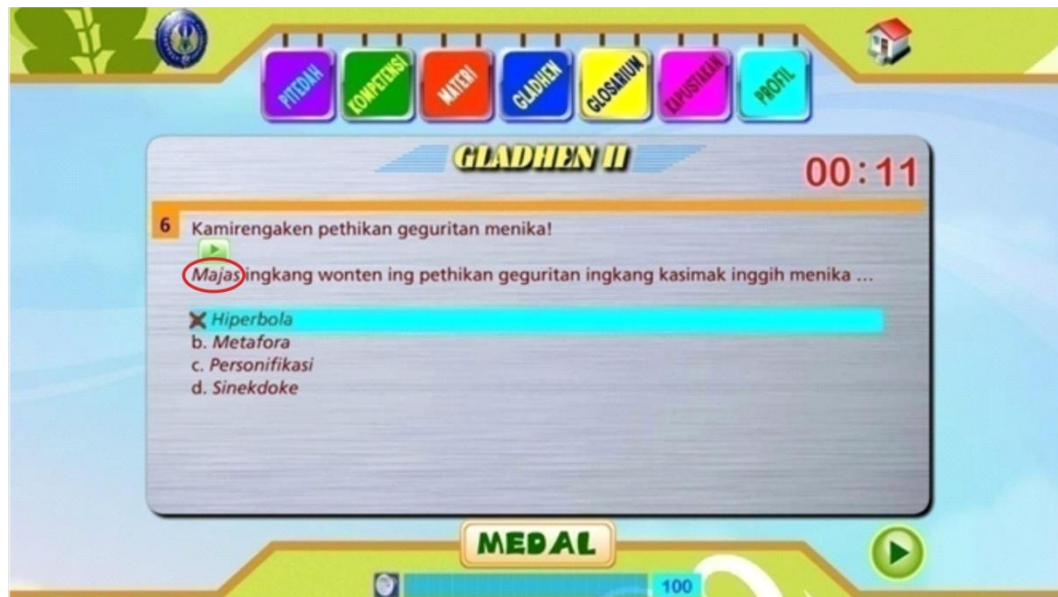 PITEDAH
KOMPETENSI
MATERI
GLADHEN
GLOSARIUM
KAPUSTAKAN
PROFIL
GLADHEN II
00:11
6 Kamirengaken pethikan geguritan menika!
Majas ingkang wonten ing pethikan geguritan ingkang kasimak inggih menika ...
Hiperbola
b. Metafora
c. Personifikasi
d. Sinekdoke
MEDAL
100